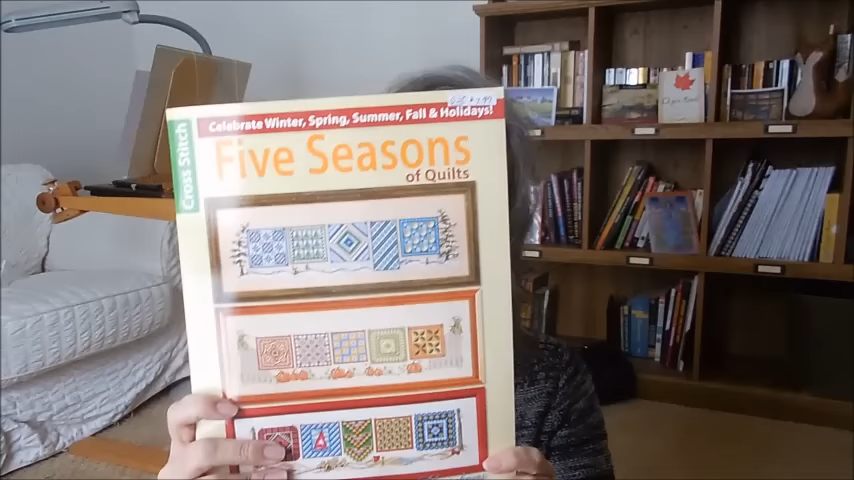 Celebrate Winter, Spring, Summer, Fall & Holidays!
Cross Stitch
Five Seasons
of Quilts